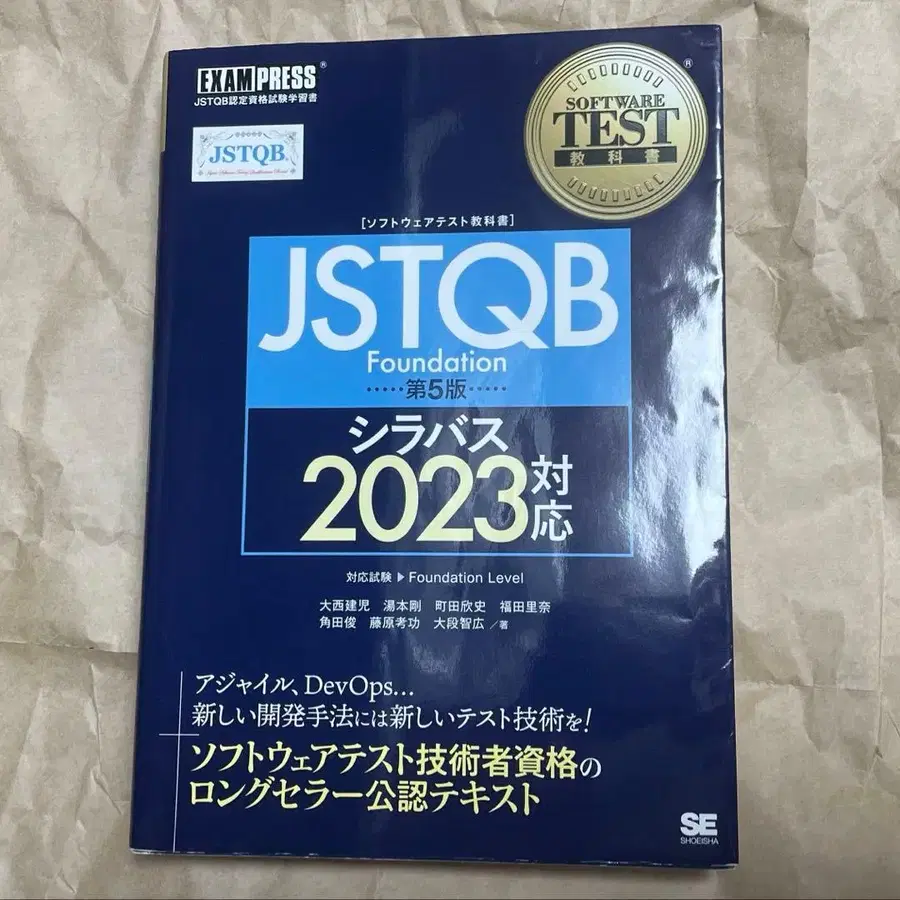 EXAMPRESS®
JSTQB認定資格試験学習書
JSTQB®
SOFTWARE
TEST
教科書
®
[ソフトウェアテスト教科書]
JSTQB
Foundation
第5版
シラバス
2023対応
対応試験▶Foundation Level
大西建児 湯本剛 町田欣史 福田里奈
角田俊 藤原考功 大段智広/著
アジャイル、DevOps…
新しい開発手法には新しいテスト技術を!
ソフトウェアテスト技術者資格の
ロングセラー公認テキスト
SE
SHOEISHA